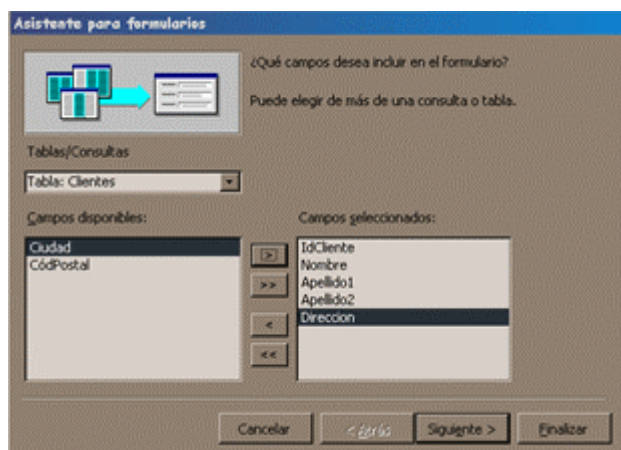 Asistente para formularios
¿Qué campos desea incluir en el formulario?
Puede elegir de más de una consulta o tabla.
Tablas/Consultas
Tabla: Clientes
Campos disponibles:
Campos seleccionados:
Ciudad
CódPostal
>
>>
<
<<
IdCliente
Nombre
Apellido1
Apellido2
Direccion
Cancelar
< Atrás
Siguiente >
Finalizar